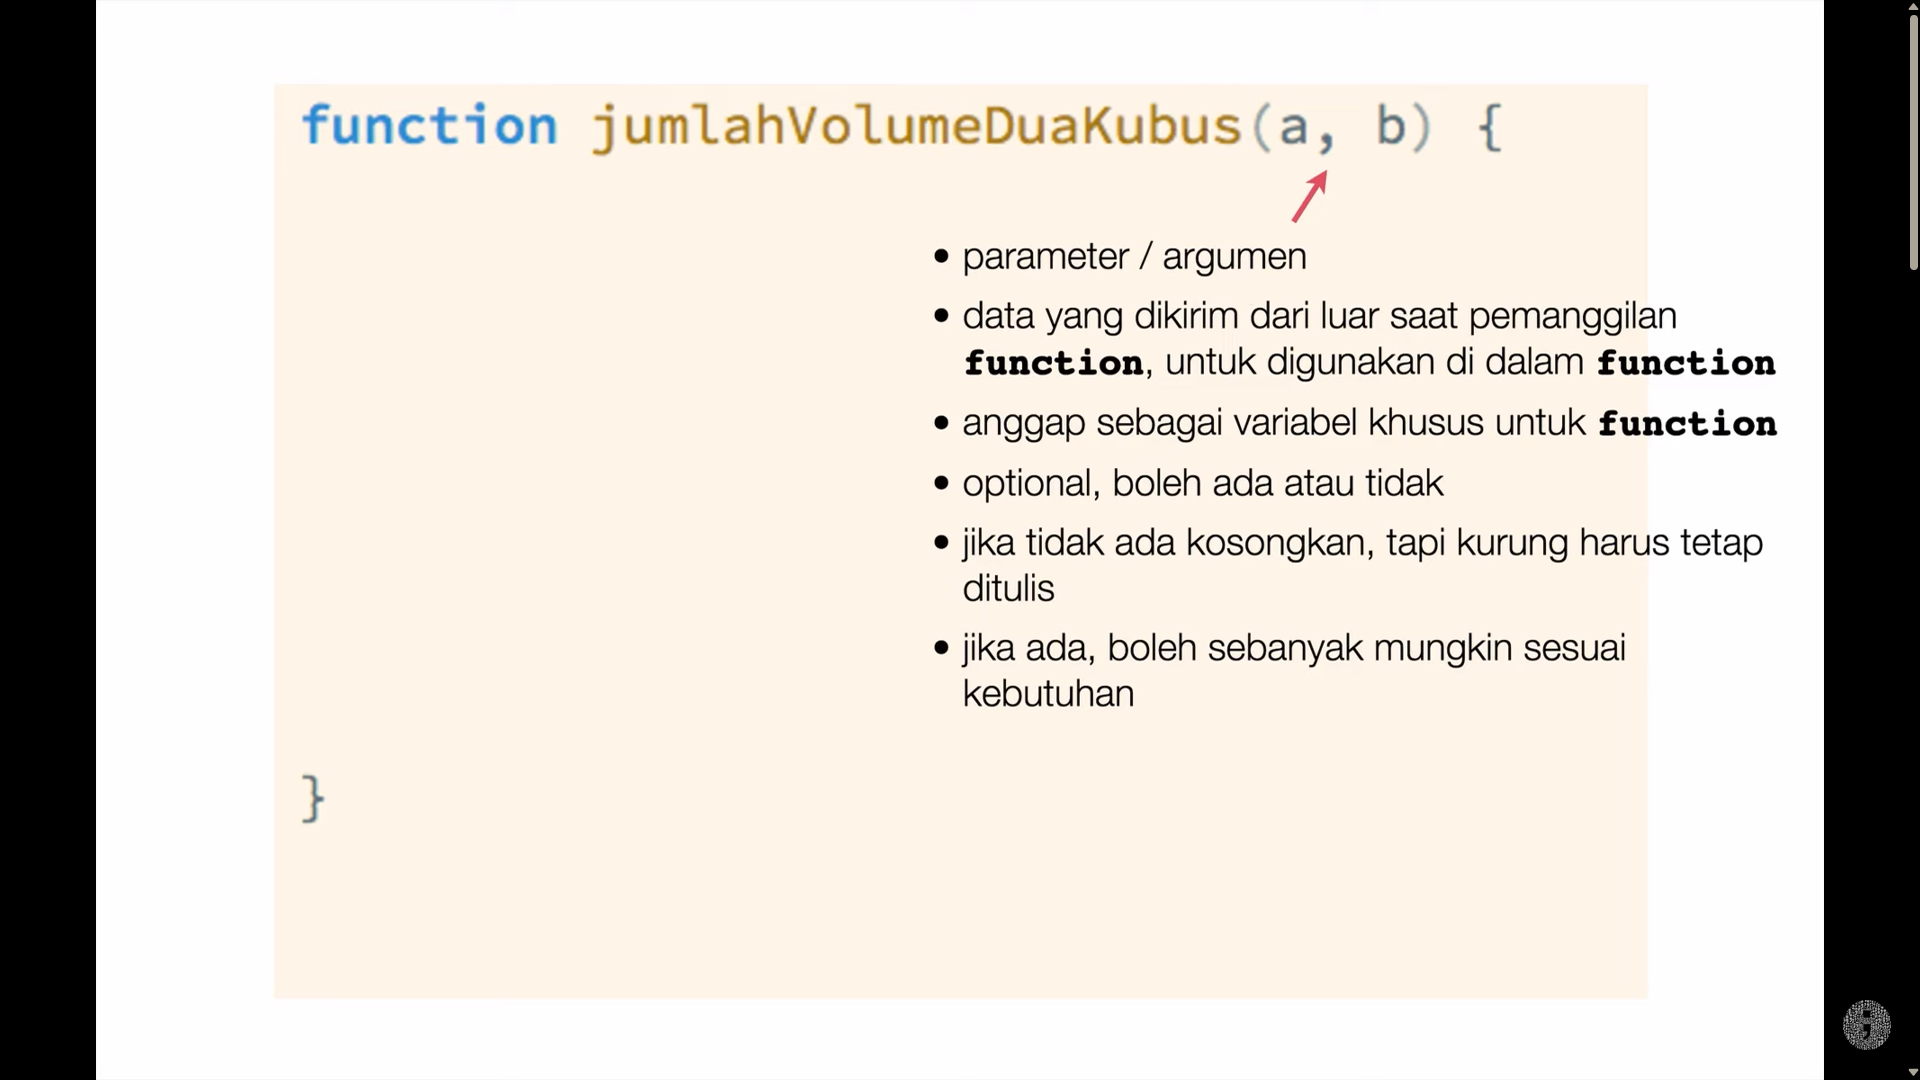 function jumlahVolumeDuaKubus(a, b) {
• parameter / argumen
• data yang dikirim dari luar saat pemanggilan
function, untuk digunakan di dalam function
• anggap sebagai variabel khusus untuk function
• optional, boleh ada atau tidak
• jika tidak ada kosongkan, tapi kurung harus tetap
ditulis
• jika ada, boleh sebanyak mungkin sesuai
kebutuhan
}